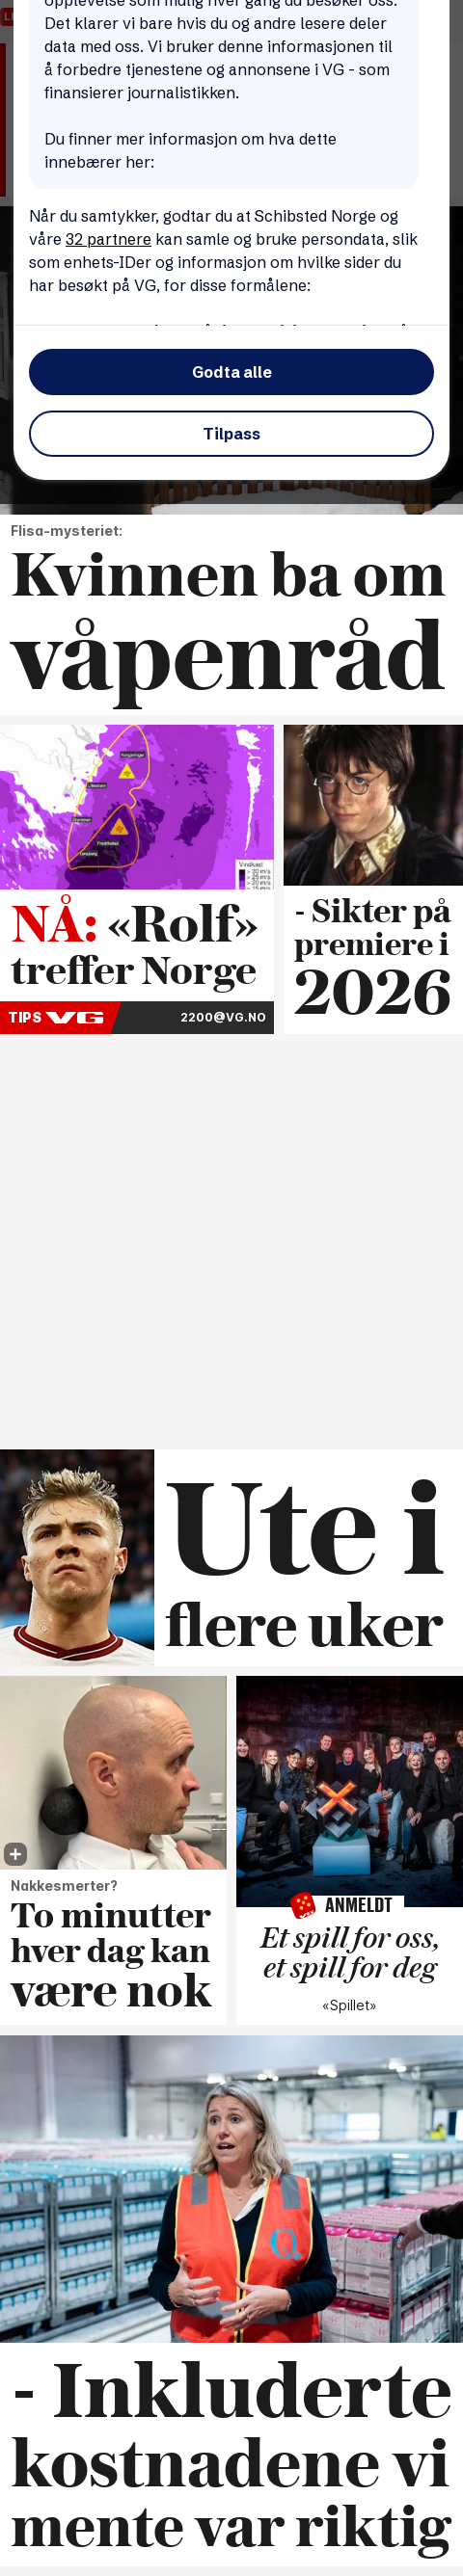 opplevelse som mulig hver gang du besøker oss.
Det klarer vi bare hvis du og andre lesere deler
data med oss. Vi bruker denne informasjonen til
å forbedre tjenestene og annonsene i VG - som
finansierer journalistikken.
Du finner mer informasjon om hva dette
innebærer her:
Når du samtykker, godtar du at Schibsted Norge og
våre 32 partnere kan samle og bruke persondata, slik
som enhets-IDer og informasjon om hvilke sider du
har besøkt på VG, for disse formålene:
Godta alle
Tilpass
Flisa-mysteriet:
Kvinnen ba om
våpenråd
Vindkast
NÅ: «Rolf»
treffer Norge
TIPS VG 2200@VG.NO
- Sikter på
premiere i
2026
Ute i
flere uker
Nakkesmerter?
To minutter
hver dag kan
være nok
ANMELDT
Et spill for oss,
et spill for deg
«Spillet»
- Inkluderte
kostnadene vi
mente var riktig